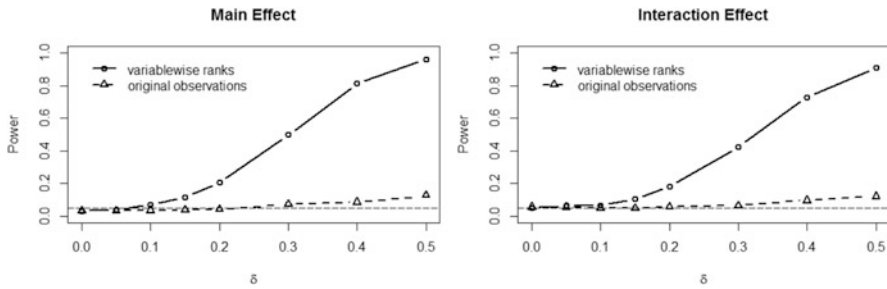 Main Effect
variablewise ranks
original observations
Power
0.0 0.2 0.4 0.6 0.8 1.0
0.0 0.1 0.2 0.3 0.4 0.5
δ
Interaction Effect
variablewise ranks
original observations
Power
0.0 0.2 0.4 0.6 0.8 1.0
0.0 0.1 0.2 0.3 0.4 0.5
δ